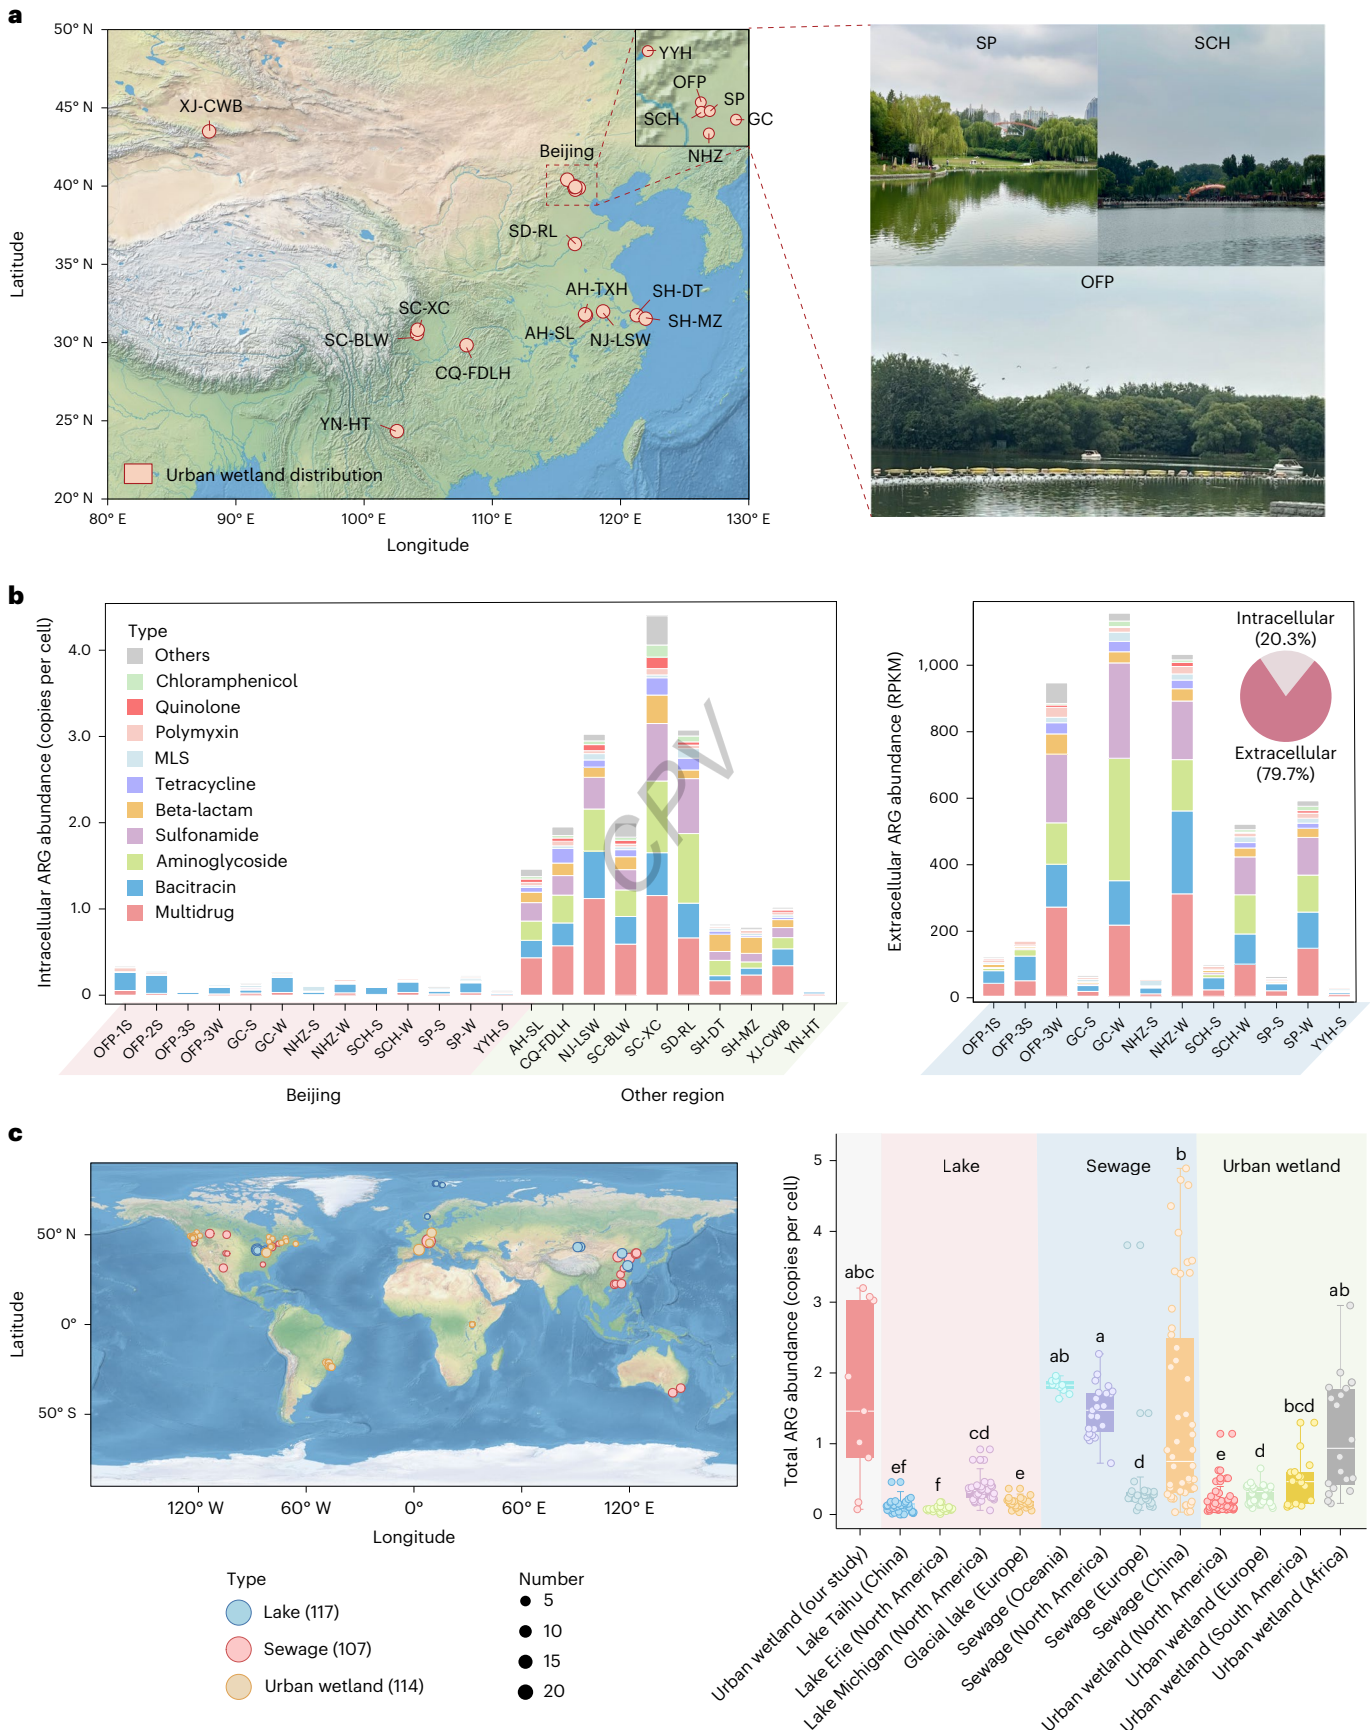 a
50° N
45° N
40° N
35° N
30° N
25° N
20° N
Latitude
80° E
90° E
100° E
110° E
120° E
130° E
Longitude
XJ-CWB
Beijing
SD-RL
AH-TXH
SH-DT
SH-MZ
AH-SL
NJ-LSW
SC-XC
SC-BLW
CQ-FDLH
YN-HT
Urban wetland distribution
YYH
OFP
SP
SCH
GC
NHZ
SP
SCH
OFP
b
Intracellular ARG abundance (copies per cell)
4.0
3.0
2.0
1.0
0
Type
Others
Chloramphenicol
Quinolone
Polymyxin
MLS
Tetracycline
Beta-lactam
Sulfonamide
Aminoglycoside
Bacitracin
Multidrug
CPV
OFP-1S
OFP-2S
OFP-3S
OFP-3W
GC-S
GC-W
NHZ-S
NHZ-W
SCH-S
SCH-W
SP-S
SP-W
YYH-S
AH-SL
CQ-FDLH
NJ-LSW
SC-BLW
SC-XC
SD-RL
SH-DT
SH-MZ
XJ-CWB
YN-HT
Beijing
Other region
Extracellular ARG abundance (RPKM)
1,000
800
600
400
200
0
Intracellular
(20.3%)
Extracellular
(79.7%)
OFP-1S
OFP-3S
OFP-3W
GC-S
GC-W
NHZ-S
NHZ-W
SCH-S
SCH-W
SP-S
SP-W
YYH-S
c
Latitude
50° N
0°
50° S
120° W
60° W
0°
60° E
120° E
Longitude
Type
Lake (117)
Sewage (107)
Urban wetland (114)
Number
5
10
15
20
Total ARG abundance (copies per cell)
5
4
3
2
1
0
Lake
Sewage
Urban wetland
abc
ef
f
cd
e
ab
a
d
b
e
d
bcd
ab
Urban wetland (our study)
Lake Taihu (China)
Lake Erie (North America)
Lake Michigan (North America)
Glacial lake (Europe)
Sewage (Oceania)
Sewage (North America)
Sewage (Europe)
Sewage (China)
Urban wetland (North America)
Urban wetland (Europe)
Urban wetland (South America)
Urban wetland (Africa)